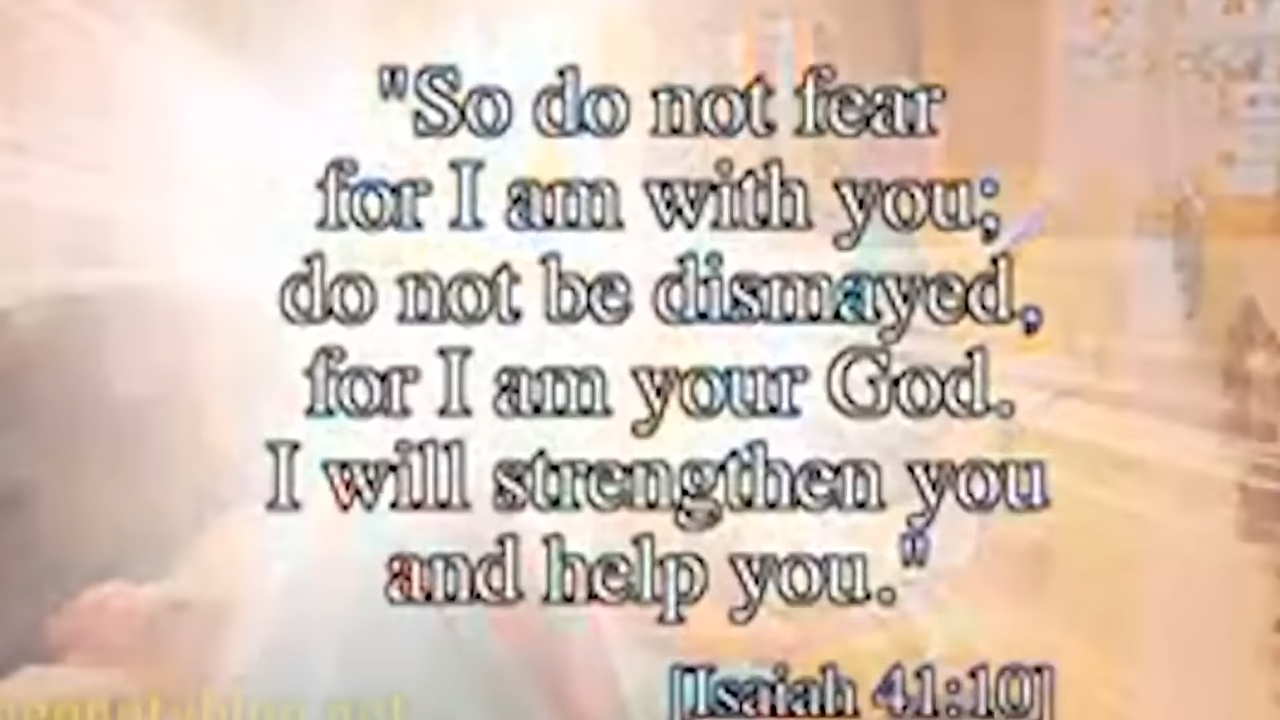 "So do not fear
for I am with you;
do not be dismayed,
for I am your God.
I will strengthen you
and help you."
[Isaiah 41:10]